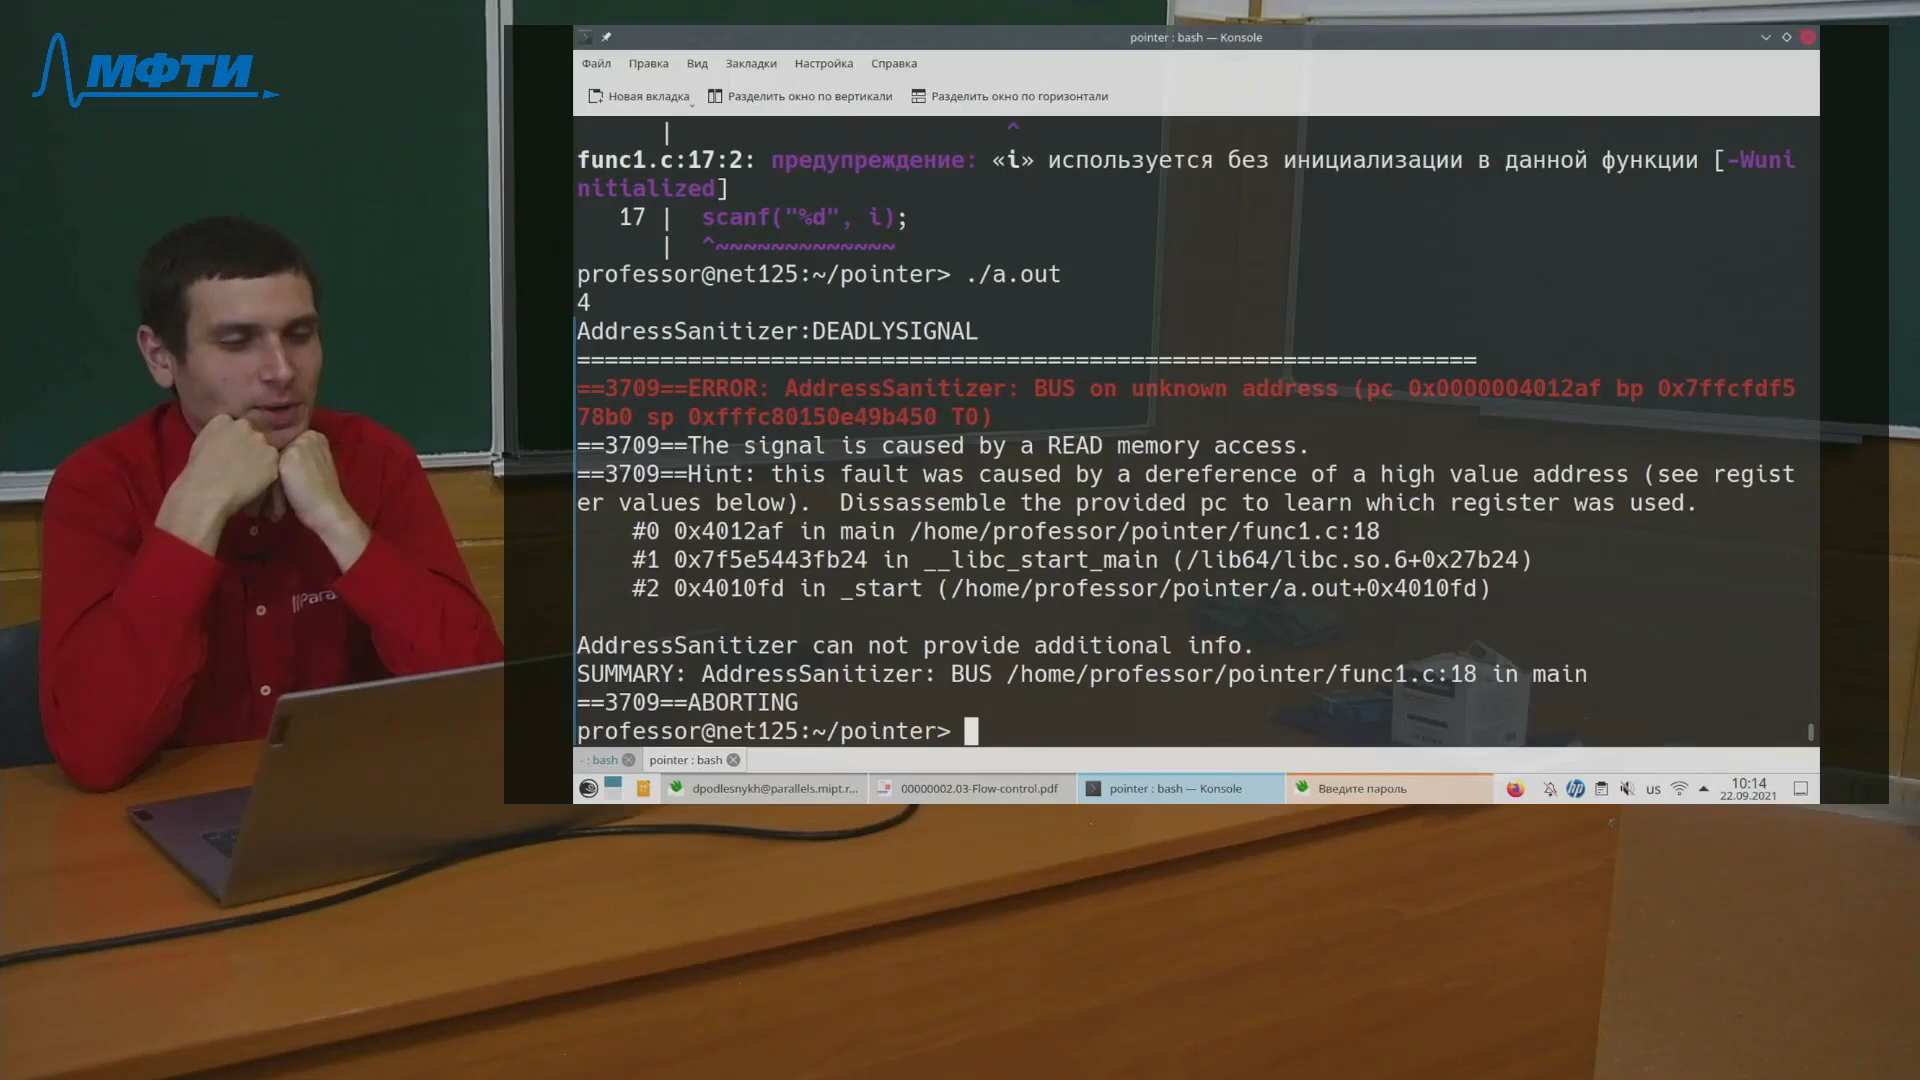 МФТИ
pointer : bash — Konsole
Файл Правка Вид Закладки Настройка Справка
Новая вкладка Разделить окно по вертикали Разделить окно по горизонтали
| ^
func1.c:17:2: предупреждение: «i» используется без инициализации в данной функции [-Wuni
nitialized]
17 | scanf("%d", i);
| ^~~~~~~~~~~~~~
professor@net125:~/pointer> ./a.out
4
AddressSanitizer:DEADLYSIGNAL
=================================================================
==3709==ERROR: AddressSanitizer: BUS on unknown address (pc 0x0000004012af bp 0x7ffcfdf5
78b0 sp 0xfffc80150e49b450 T0)
==3709==The signal is caused by a READ memory access.
==3709==Hint: this fault was caused by a dereference of a high value address (see regist
er values below).  Dissassemble the provided pc to learn which register was used.
#0 0x4012af in main /home/professor/pointer/func1.c:18
#1 0x7f5e5443fb24 in __libc_start_main (/lib64/libc.so.6+0x27b24)
#2 0x4010fd in _start (/home/professor/pointer/a.out+0x4010fd)
AddressSanitizer can not provide additional info.
SUMMARY: AddressSanitizer: BUS /home/professor/pointer/func1.c:18 in main
==3709==ABORTING
professor@net125:~/pointer>
- : bash pointer : bash
dpodlesnykh@parallels.mipt.r... 00000002.03-Flow-control.pdf pointer : bash — Konsole Введите пароль us 10:14
22.09.2021